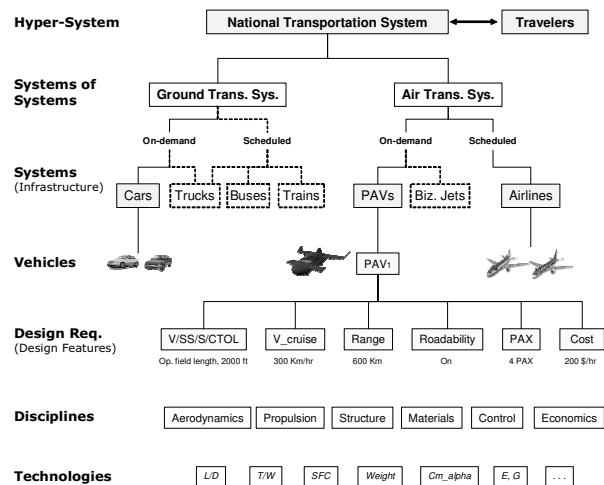 Hyper-System
National Transportation System
Travelers
Systems of
Systems
Ground Trans. Sys.
Air Trans. Sys.
On-demand
Scheduled
On-demand
Scheduled
Systems
(Infrastructure)
Cars
Trucks
Buses
Trains
PAVs
Biz. Jets
Airlines
Vehicles
PAV1
Design Req.
(Design Features)
V/SS/S/CTOL
V_cruise
Range
Roadability
PAX
Cost
Op. field length, 2000 ft
300 Km/hr
600 Km
On
4 PAX
200 $/hr
Disciplines
Aerodynamics
Propulsion
Structure
Materials
Control
Economics
Technologies
L/D
T/W
SFC
Weight
Cm_alpha
E, G
. . .